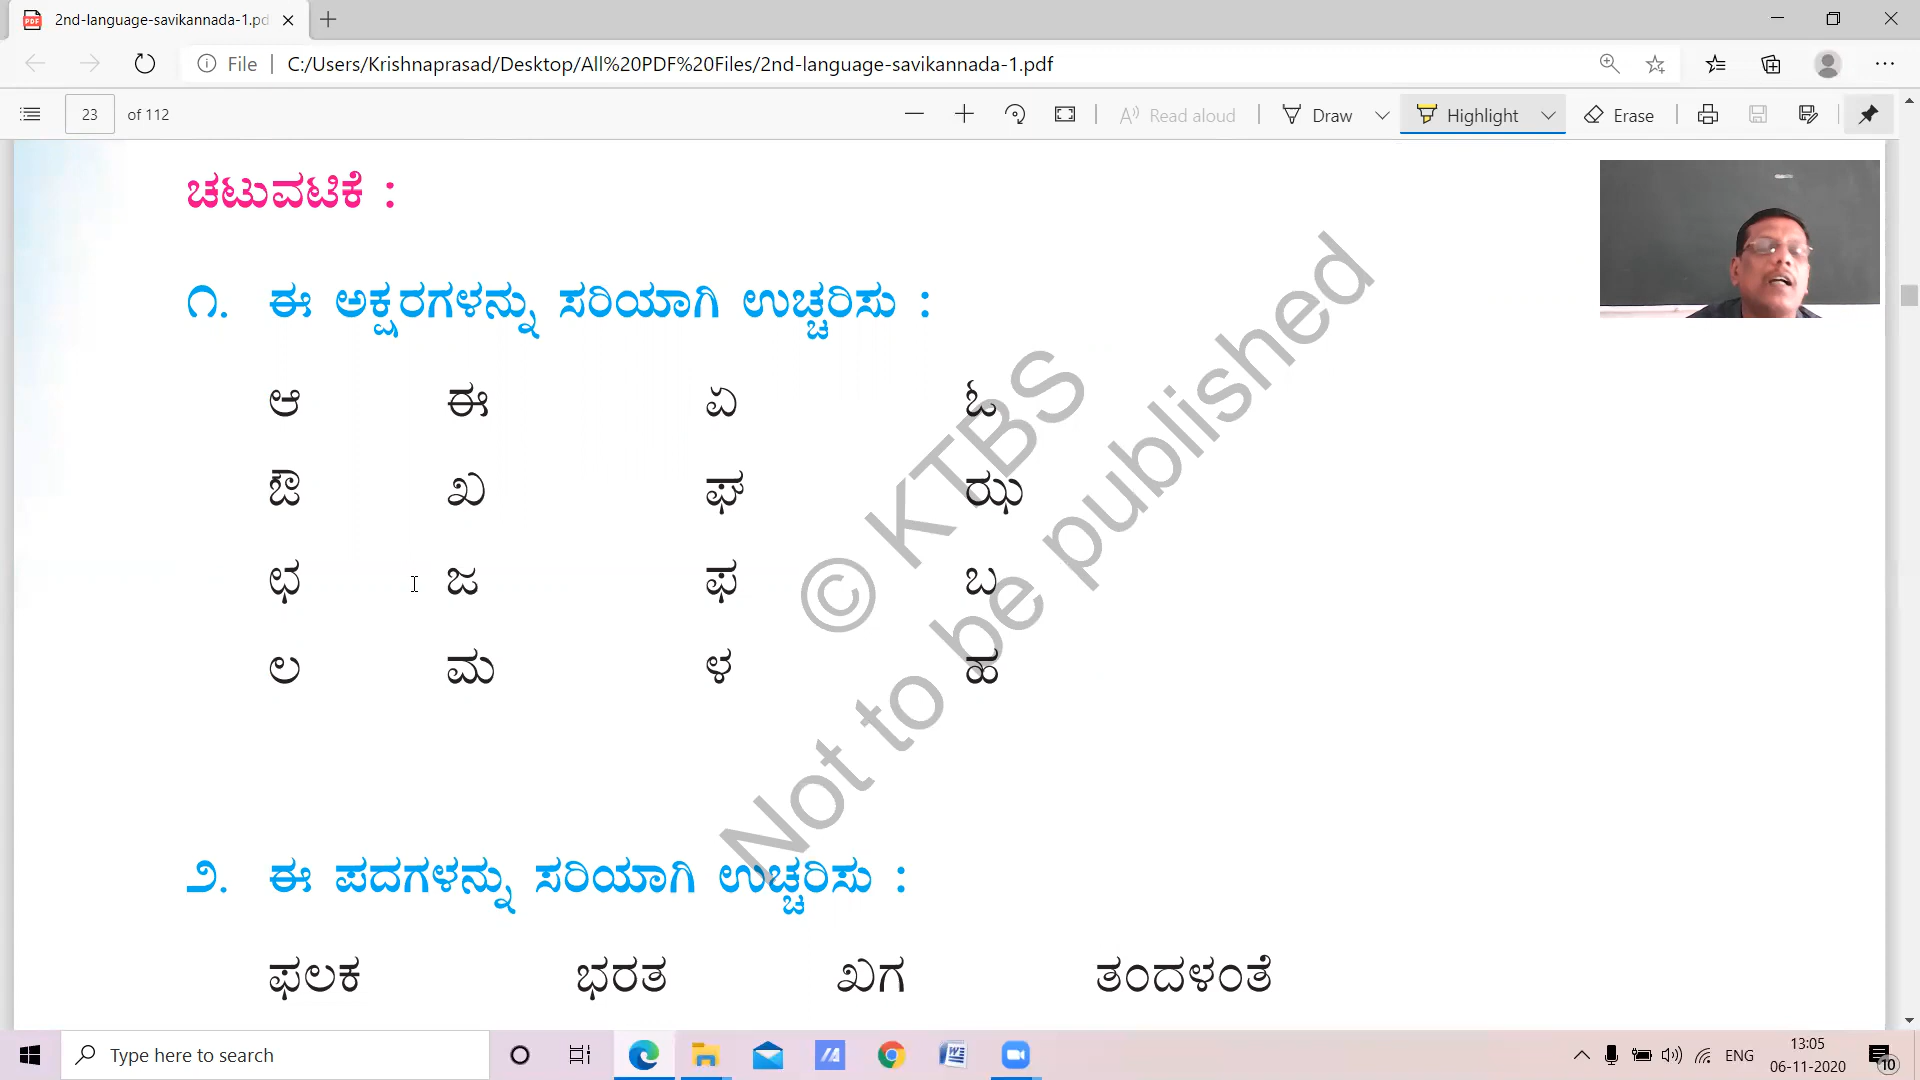 2nd-language-savikannada-1.pd
File C:/Users/Krishnaprasad/Desktop/All%20PDF%20Files/2nd-language-savikannada-1.pdf
23 of 112 Read aloud Draw Highlight Erase
ಚಟುವಟಿಕೆ :
೧. ಈ ಅಕ್ಷರಗಳನ್ನು ಸರಿಯಾಗಿ ಉಚ್ಚರಿಸು :
ಆ ಈ ಏ ಓ
ಔ ಖ ಘ ಝ
ಛ ಜ ಫ ಬ
ಲ ಮ ಳ ಹ
© KTBS
Not to be published
೨. ಈ ಪದಗಳನ್ನು ಸರಿಯಾಗಿ ಉಚ್ಚರಿಸು :
ಫಲಕ ಭರತ ಖಗ ತಂದಳಂತೆ
Type here to search
ENG
13:05
06-11-2020
10